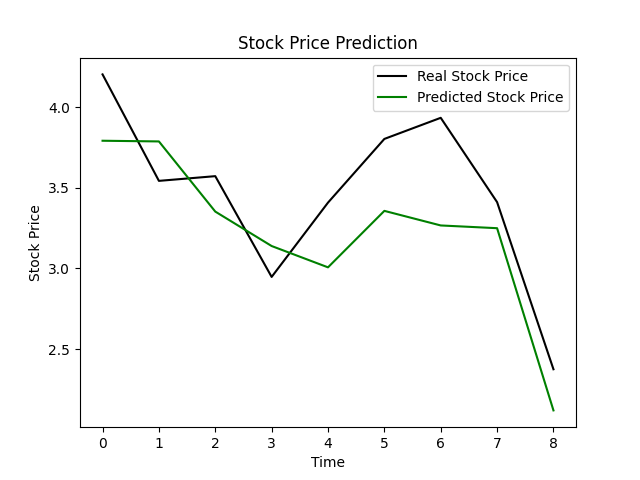 Stock Price Prediction
Real Stock Price
Predicted Stock Price
4.0
3.5
3.0
2.5
Stock Price
0 1 2 3 4 5 6 7 8
Time